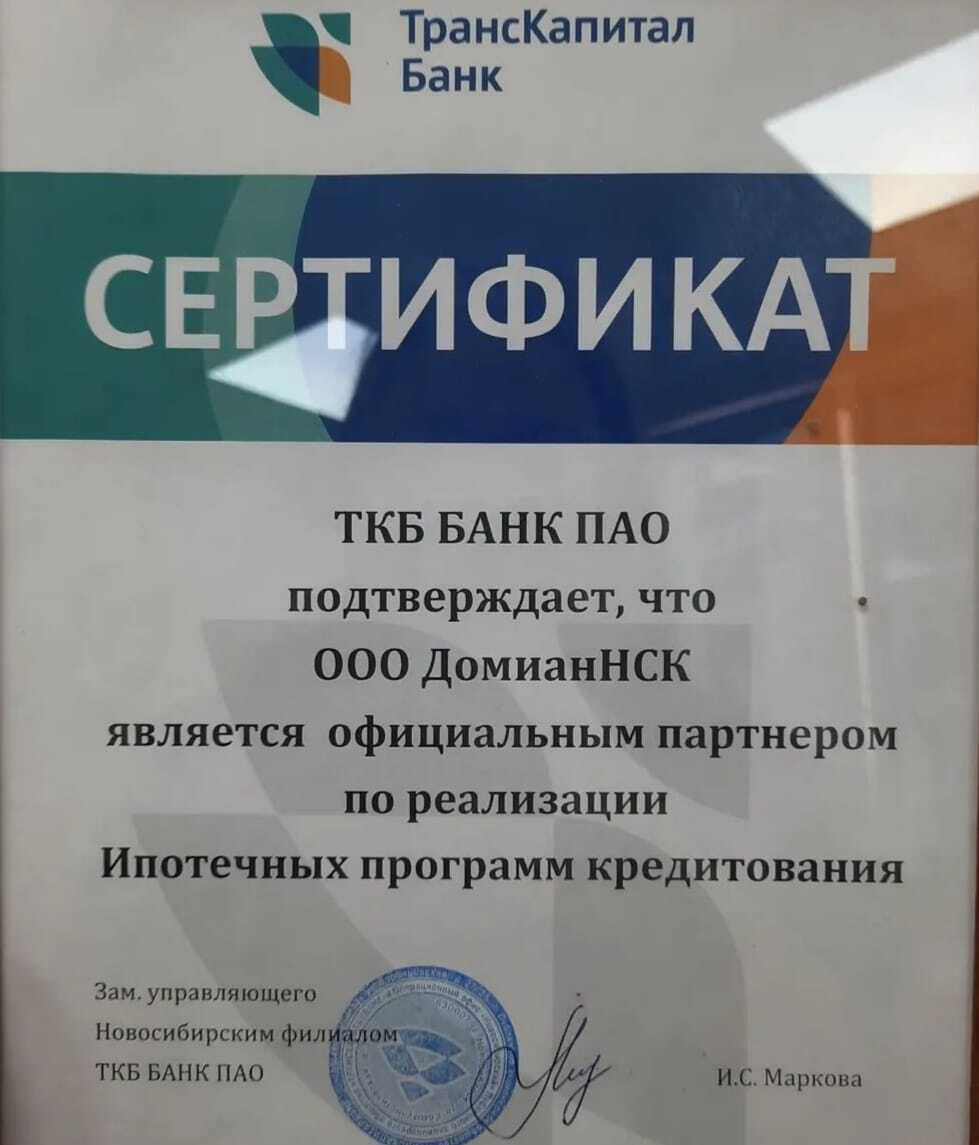 ТрансКапитал
Банк
СЕРТИФИКАТ
ТКБ БАНК ПАО
подтверждает, что
ООО ДомианНСК
является официальным партнером
по реализации
Ипотечных программ кредитования
Зам. управляющего
Новосибирским филиалом
ТКБ БАНК ПАО
И.С. Маркова